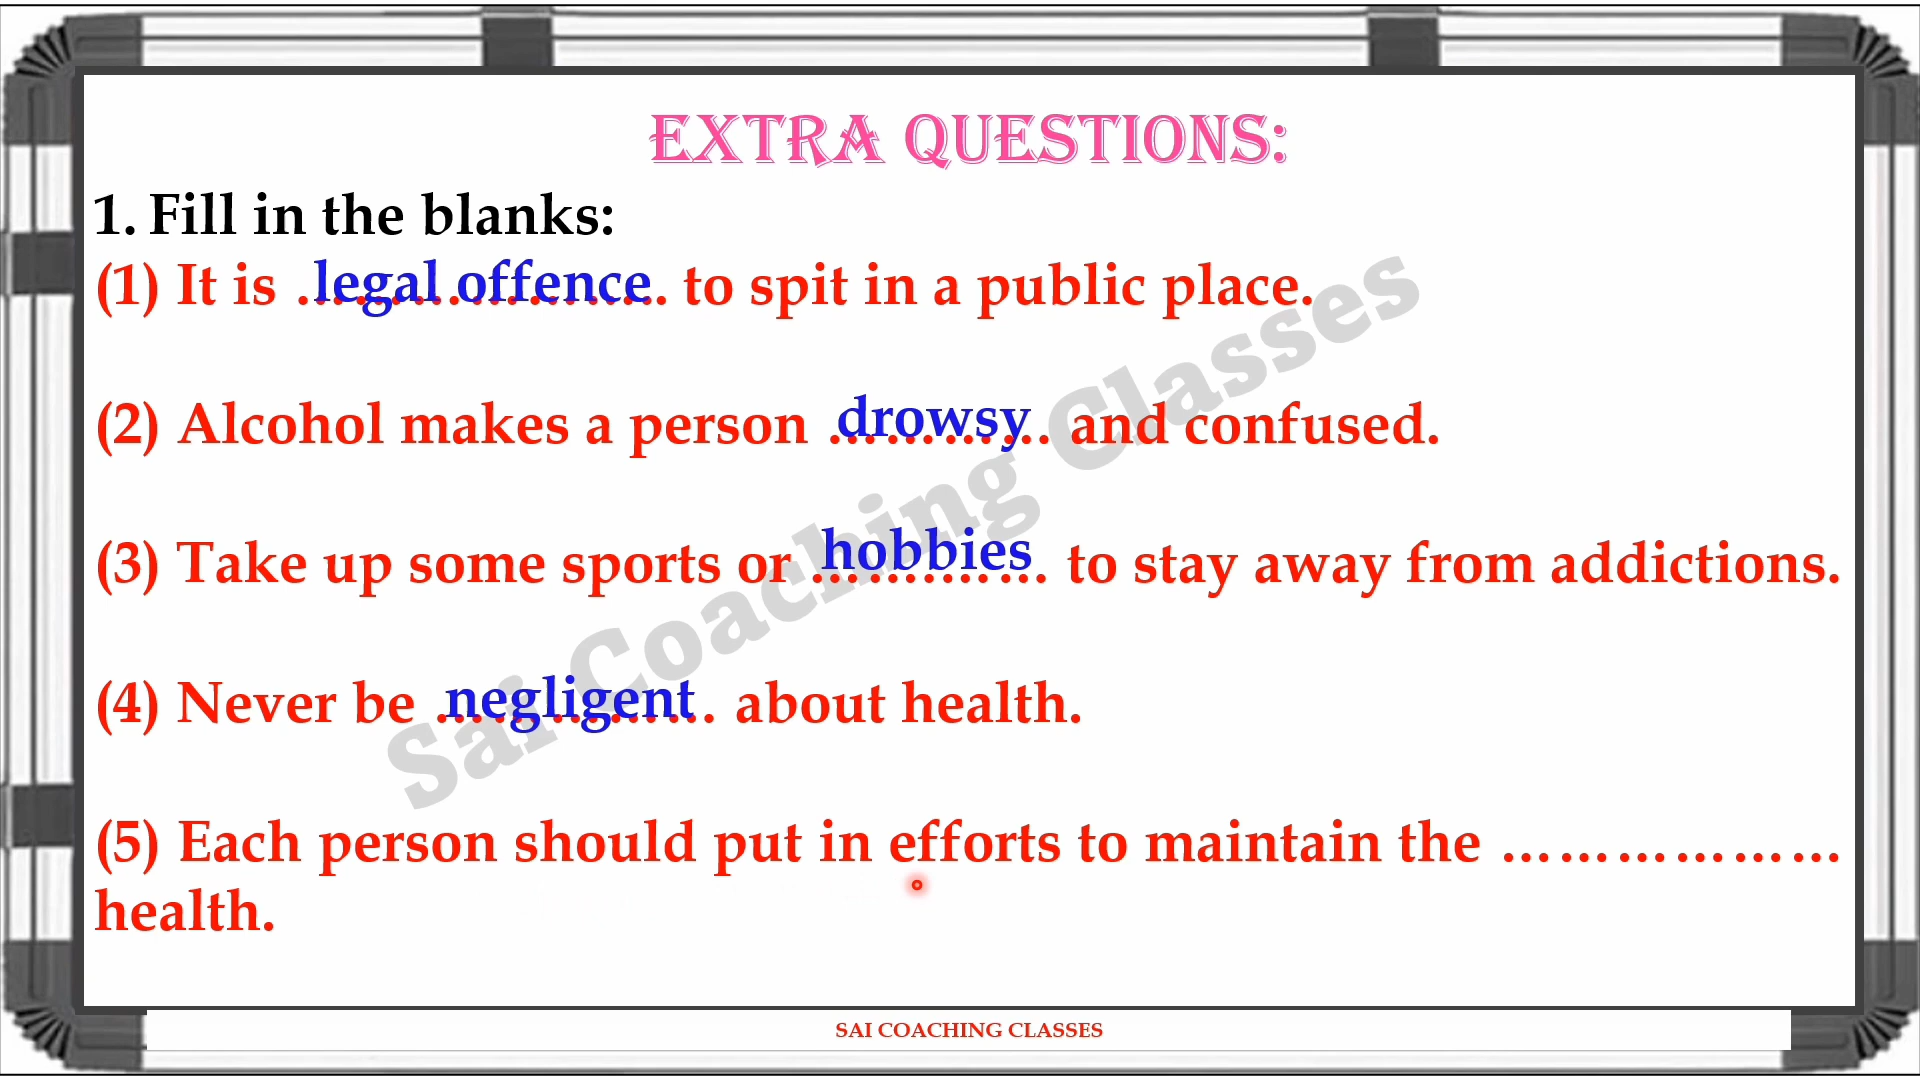 EXTRA QUESTIONS:
1. Fill in the blanks:
(1) It is .legal offence. to spit in a public place.
(2) Alcohol makes a person drowsy and confused.
(3) Take up some sports or hobbies to stay away from addictions.
(4) Never be negligent about health.
(5) Each person should put in efforts to maintain the ………………
health.
Sai Coaching Classes
SAI COACHING CLASSES